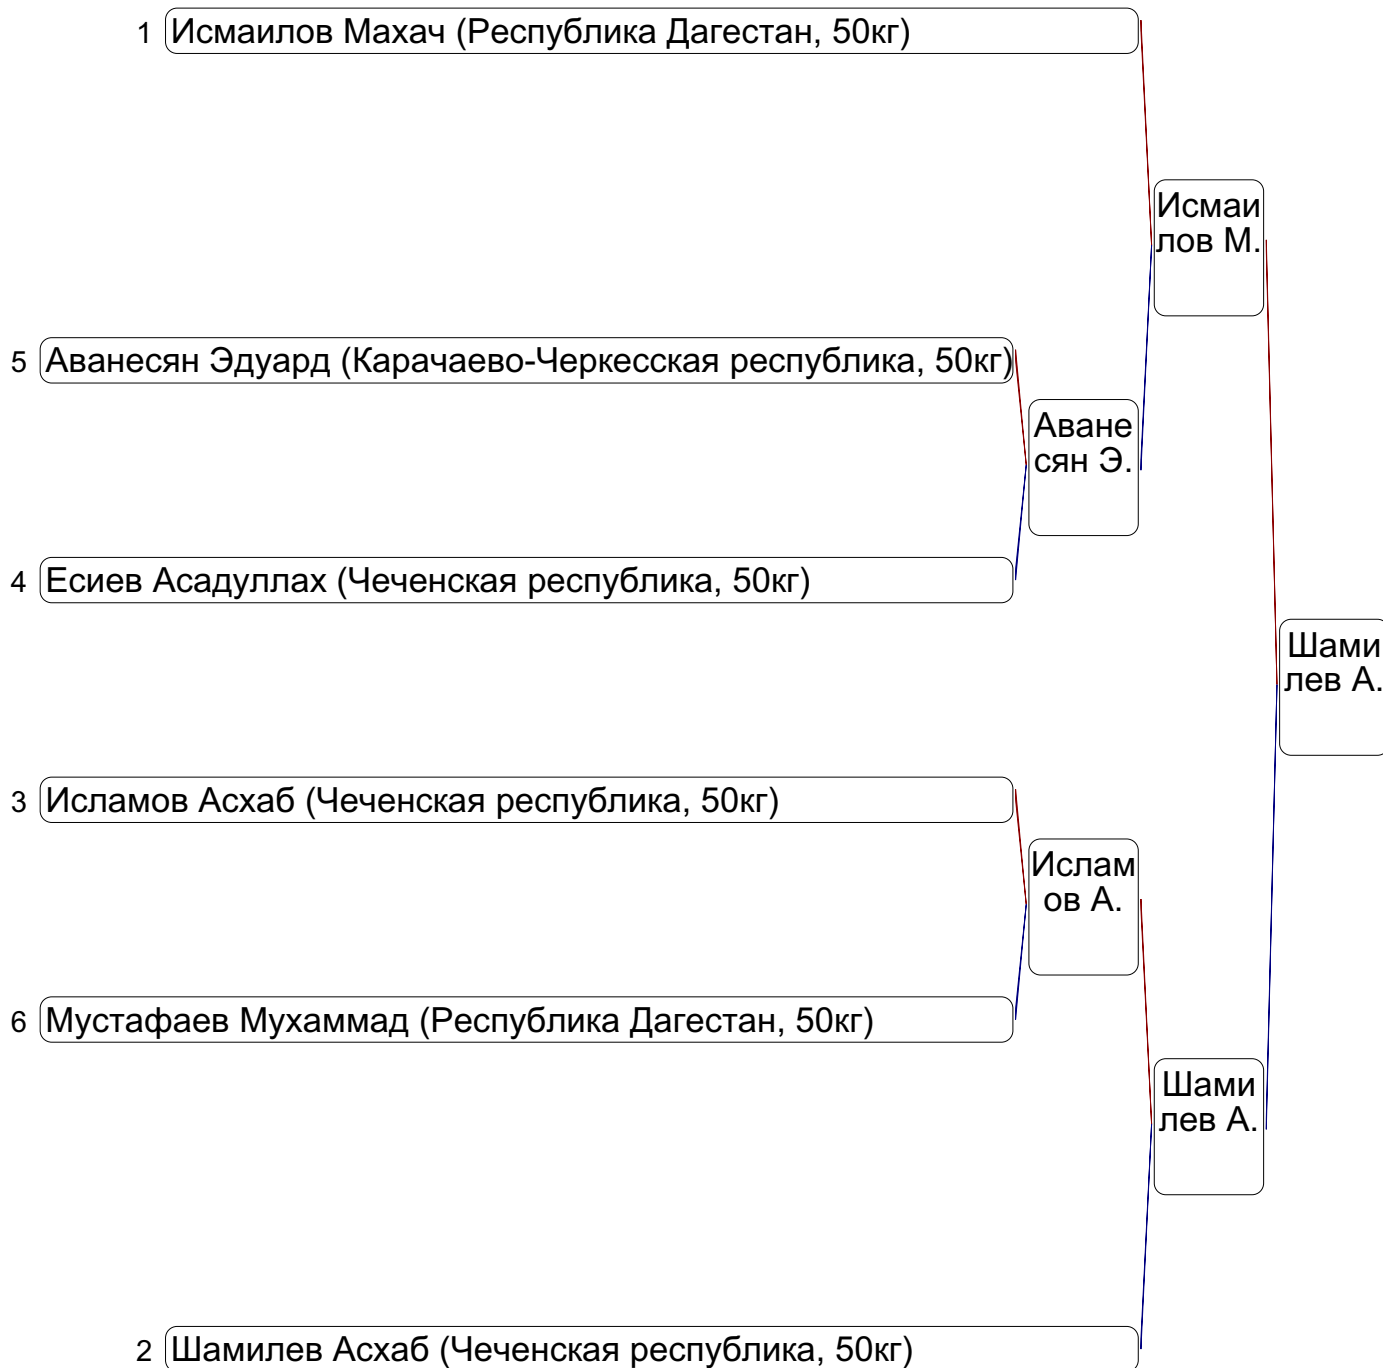 1 Исмаилов Махач (Республика Дагестан, 50кг)
Исмаи
лов М.
5 Аванесян Эдуард (Карачаево-Черкесская республика, 50кг)
Аване
сян Э.
4 Есиев Асадуллах (Чеченская республика, 50кг)
Шами
лев А.
3 Исламов Асхаб (Чеченская республика, 50кг)
Ислам
ов А.
6 Мустафаев Мухаммад (Республика Дагестан, 50кг)
Шами
лев А.
2 Шамилев Асхаб (Чеченская республика, 50кг)